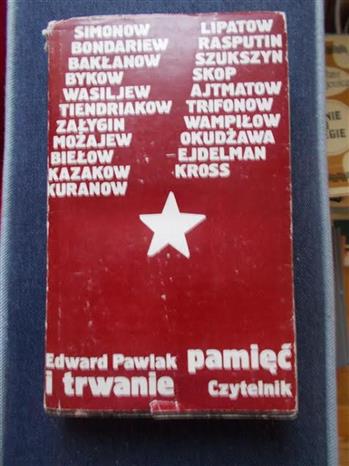 SIMONOW
BONDARIEW
BAKŁANOW
BYKOW
WASILJEW
TIENDRIAKOW
ZAŁYGIN
MOŻAJEW
BIEŁOW
KAZAKOW
KURANOW
LIPATOW
RASPUTIN
SZUKSZYN
SKOP
AJTMATOW
TRIFONOW
WAMPIŁOW
OKUDŻAWA
EJDELMAN
KROSS
Edward Pawlak pamięć
i trwanie Czytelnik